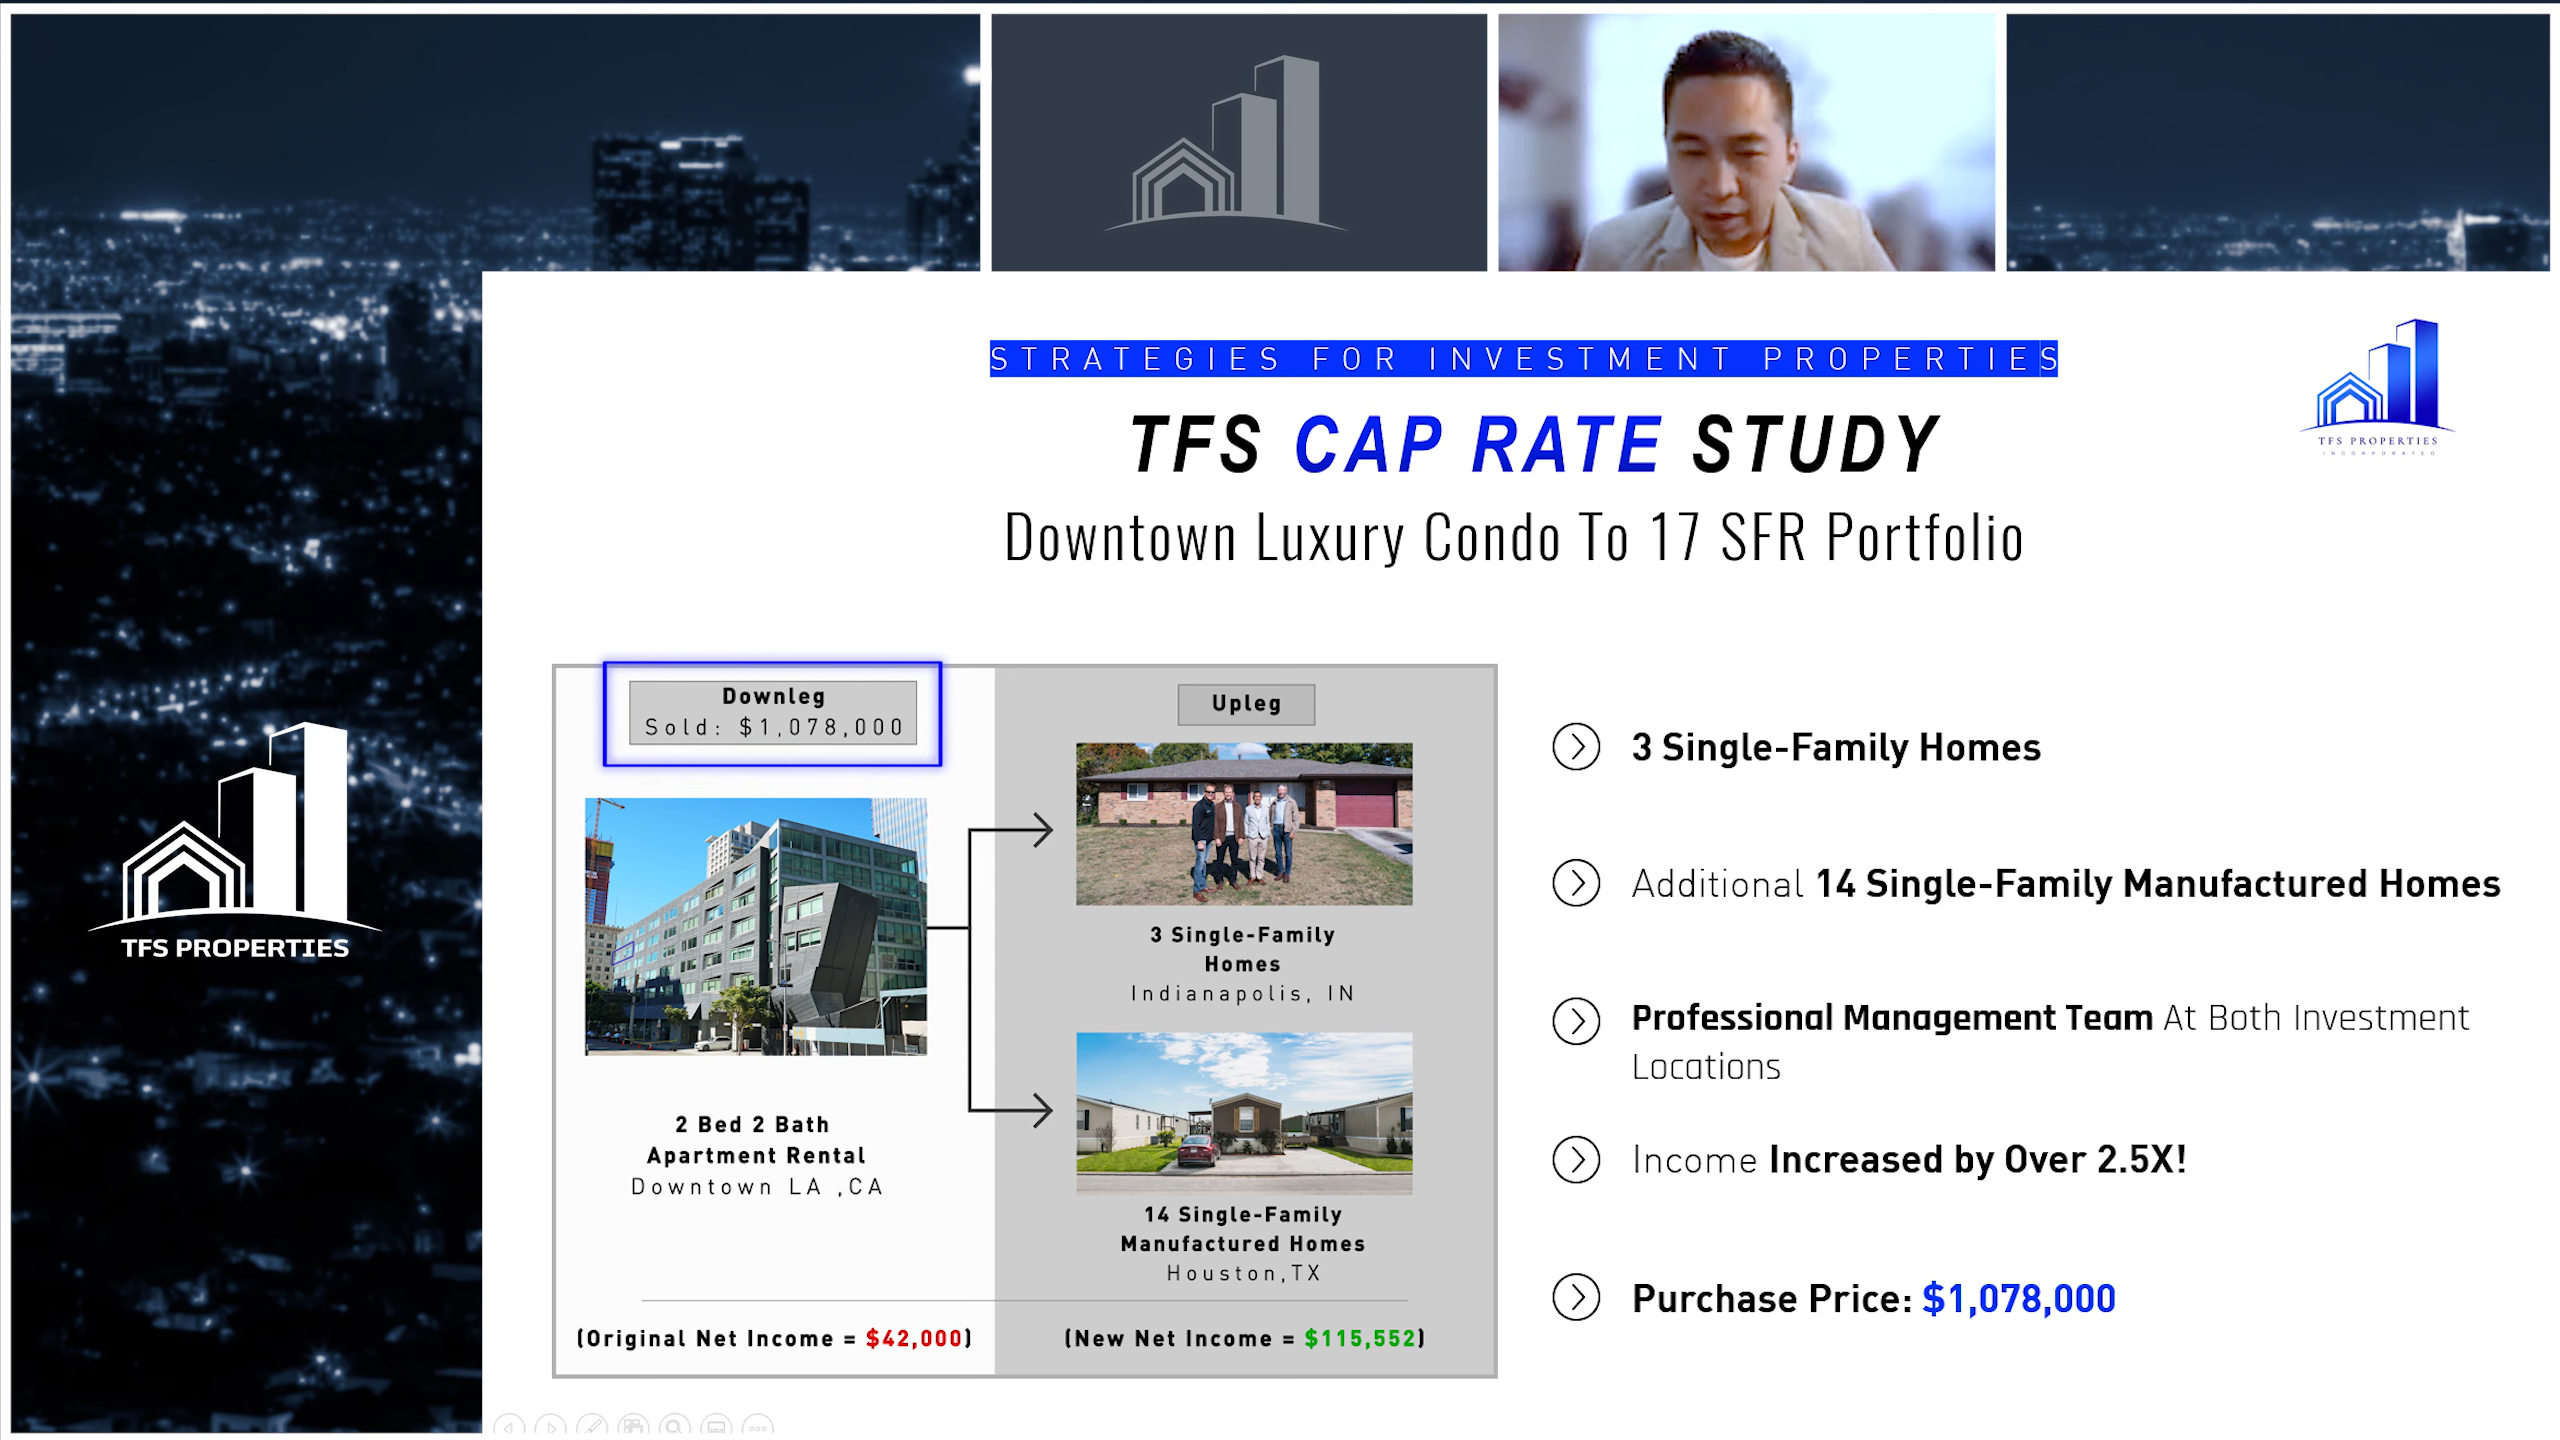 STRATEGIES FOR INVESTMENT PROPERTIES
TFS CAP RATE STUDY
Downtown Luxury Condo To 17 SFR Portfolio
TFS PROPERTIES
INCORPORATED
TFS PROPERTIES
Downleg
Sold: $1,078,000
2 Bed 2 Bath
Apartment Rental
Downtown LA ,CA
(Original Net Income = $42,000)
Upleg
3 Single-Family
Homes
Indianapolis, IN
14 Single-Family
Manufactured Homes
Houston,TX
(New Net Income = $115,552)
3 Single-Family Homes
Additional 14 Single-Family Manufactured Homes
Professional Management Team At Both Investment
Locations
Income Increased by Over 2.5X!
Purchase Price: $1,078,000